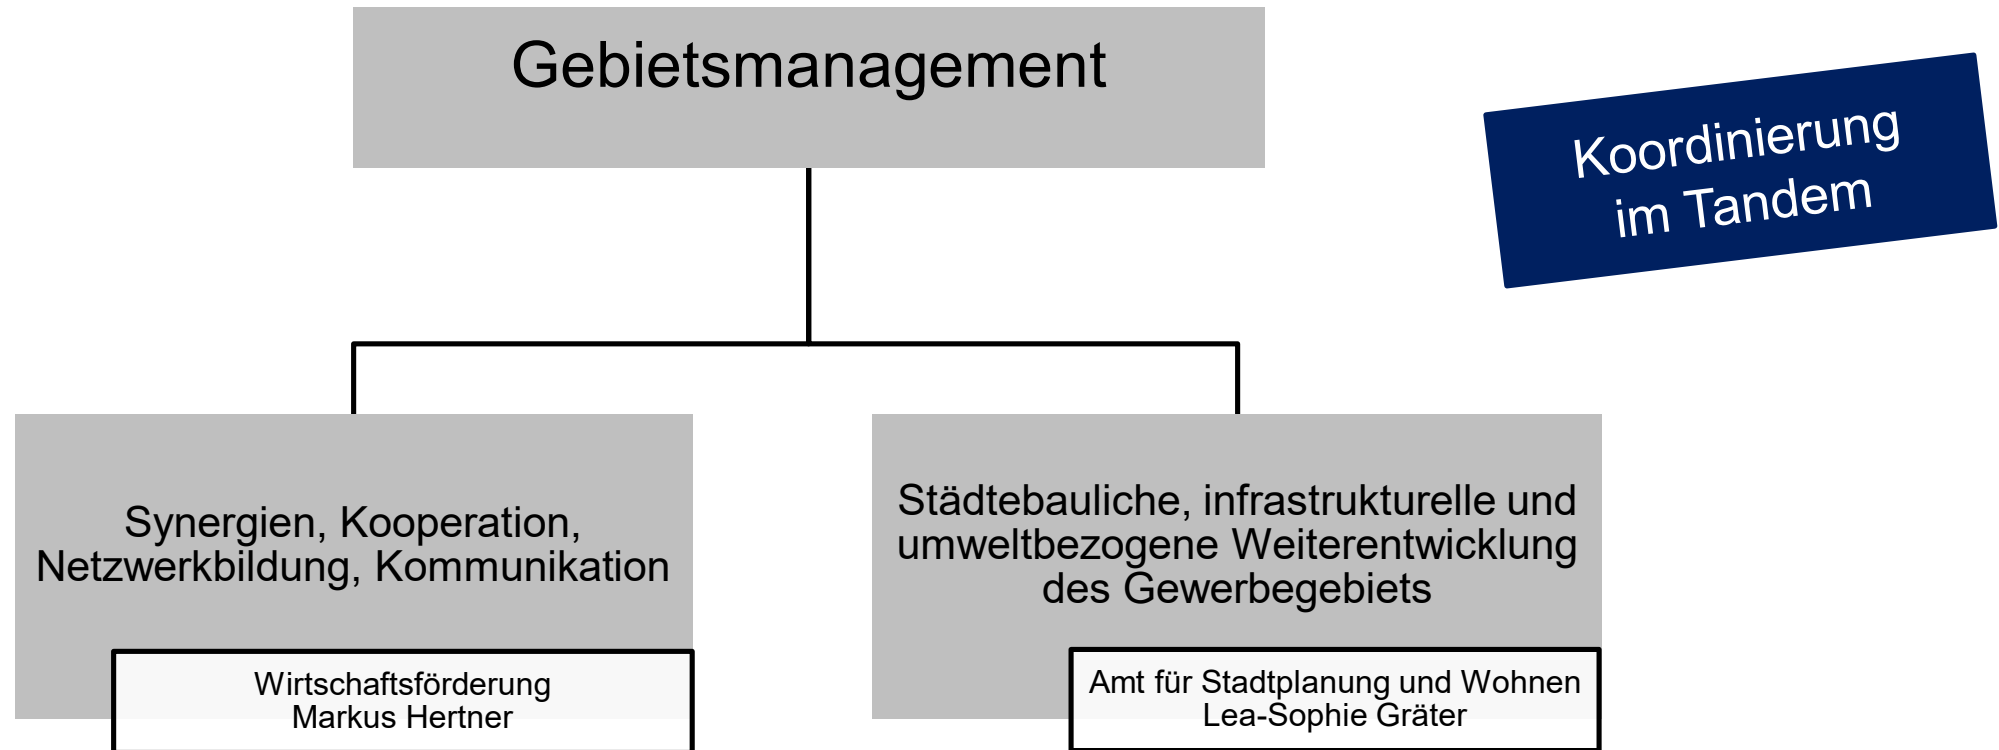 Gebietsmanagement
Koordinierung
im Tandem
Synergien, Kooperation,
Netzwerkbildung, Kommunikation
Wirtschaftsförderung
Markus Hertner
Städtebauliche, infrastrukturelle und
umweltbezogene Weiterentwicklung
des Gewerbegebiets
Amt für Stadtplanung und Wohnen
Lea-Sophie Gräter